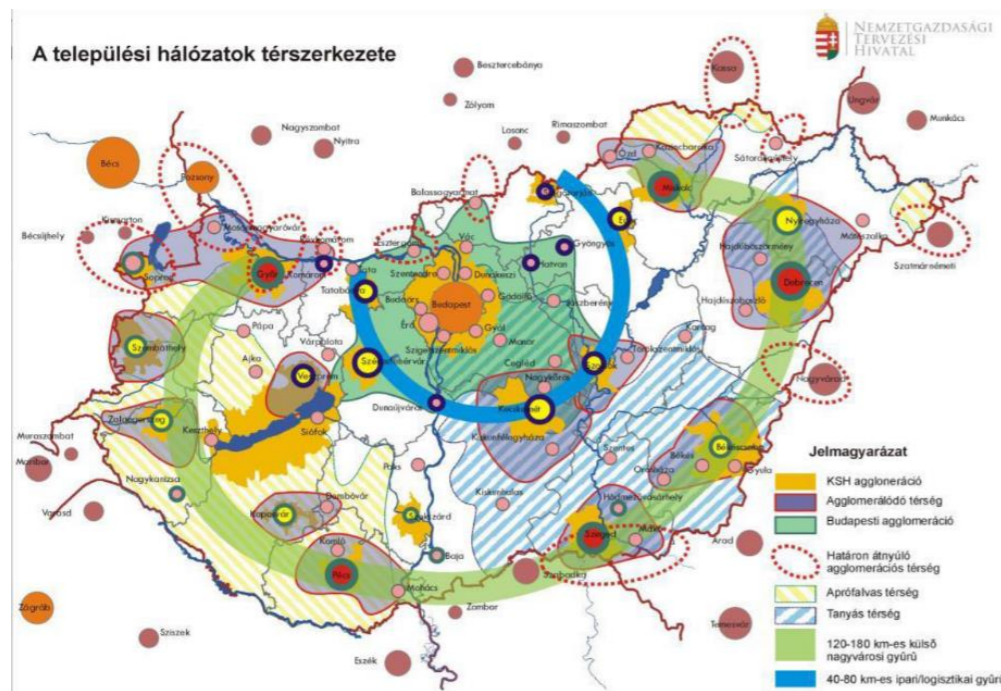 A települési hálózatok térszerkezete
NEMZETGAZDASÁGI
TERVEZÉSI
HIVATAL
Besztercebánya
Kassa
Zólyom
Ungvár
Munkács
Nagyszombat
Nyitra
Losonc
Rimaszombat
Ózd
Kazincbarcika
Sátoraljaújhely
Bécs
Pozsony
Balassagyarmat
Miskolc
Eger
Nyíregyháza
Mátészalka
Szatmárnémeti
Kismarton
Bécsújhely
Mosonmagyaróvár
Esztergom
Vác
Gyöngyös
Hatvan
Hajdúböszörmény
Sopron
Győr
Komárom
Tata
Szentendre
Dunakeszi
Tatabánya
Budaörs
Budapest
Gödöllő
Jászberény
Debrecen
Hajdúszoboszló
Érd
Gyál
Monor
Szigetszentmiklós
Karcag
Pápa
Szombathely
Várpalota
Ajka
Székesfehérvár
Cegléd
Szolnok
Törökszentmiklós
Veszprém
Nagykőrös
Nagyvárad
Dunaújváros
Kecskemét
Zalaegerszeg
Keszthely
Siófok
Kiskunfélegyháza
Muraszombat
Maribor
Szentes
Békés
Békéscsaba
Gyula
Orosháza
Paks
Nagykanizsa
Kiskunhalas
Dombóvár
Hódmezővásárhely
Varasd
Kaposvár
Szekszárd
Szeged
Makó
Arad
Komló
Baja
Pécs
Mohács
Szabadka
Zágráb
Zombor
Temesvár
Sziszek
Eszék
Jelmagyarázat
KSH agglomeráció
Agglomerálódó térség
Budapesti agglomeráció
Határon átnyúló
agglomerációs térség
Aprófalvas térség
Tanyás térség
120-180 km-es külső
nagyvárosi gyűrű
40-80 km-es ipari/logisztikai gyűrű